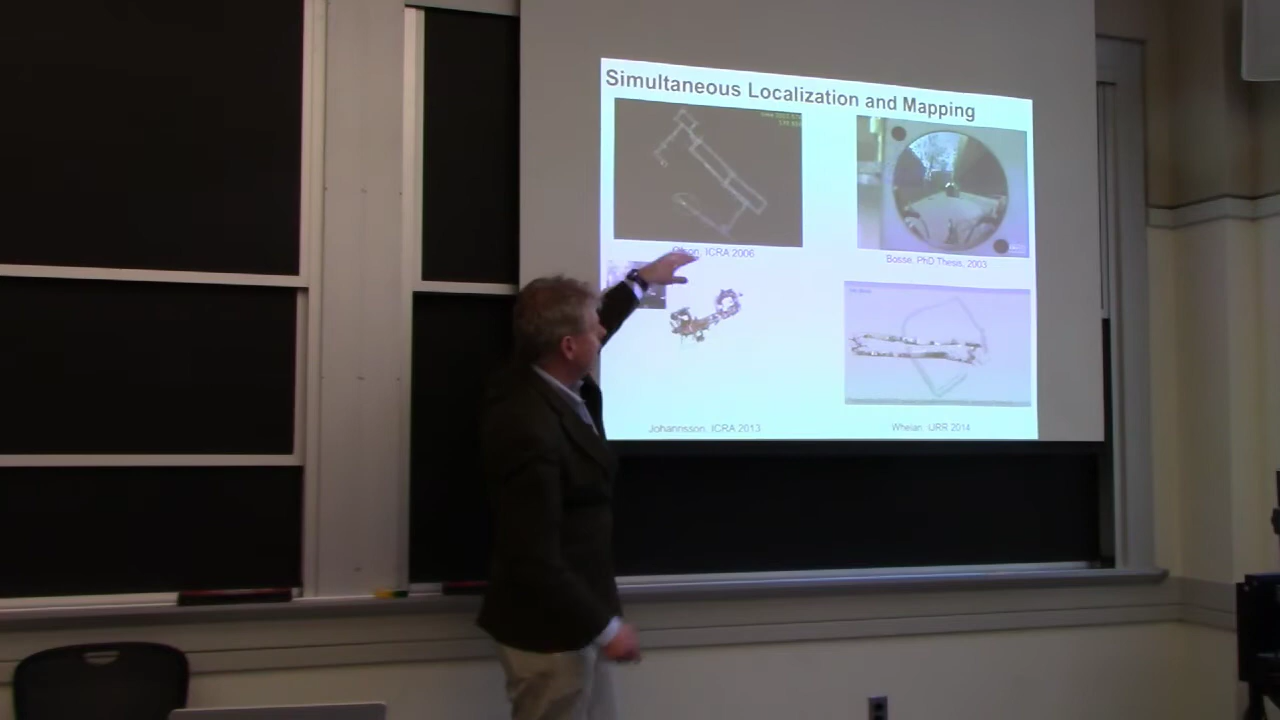 Simultaneous Localization and Mapping
ICRA 2006
Bosse, PhD Thesis, 2003
Johannsson, ICRA 2013
Whelan, IJRR 2014